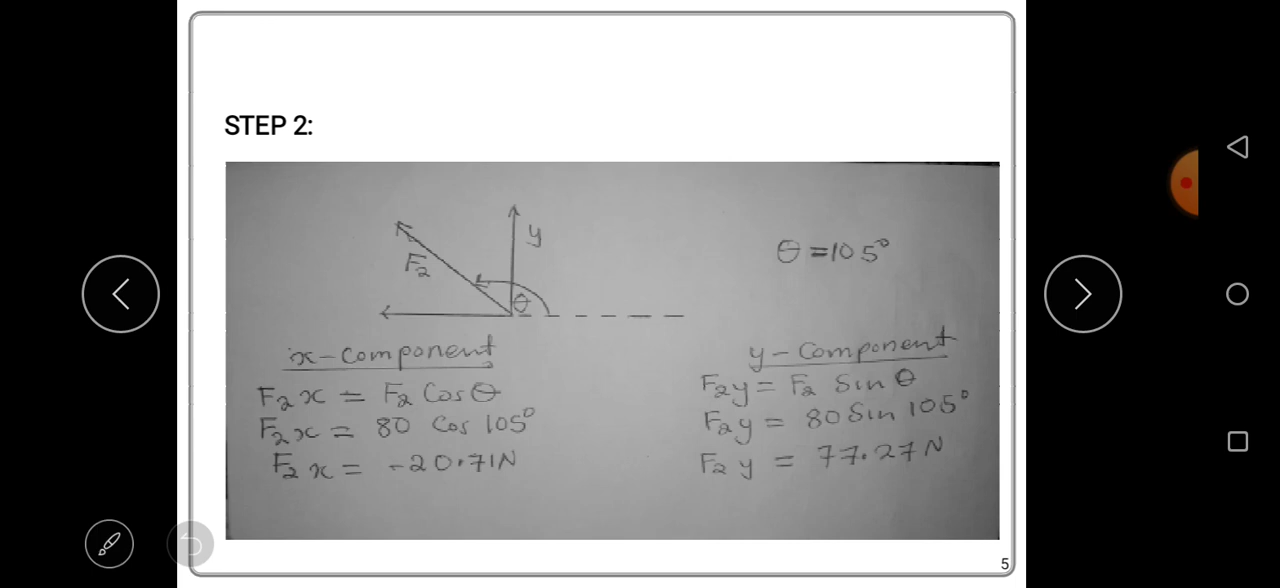 STEP 2:
y
F₂
θ
θ = 105°
x-component
F₂x = F₂ Cosθ
F₂x = 80 Cos 105°
F₂x = -20.71N
y-Component
F₂y = F₂ Sin θ
F₂y = 80 Sin 105°
F₂y = 77.27N
5